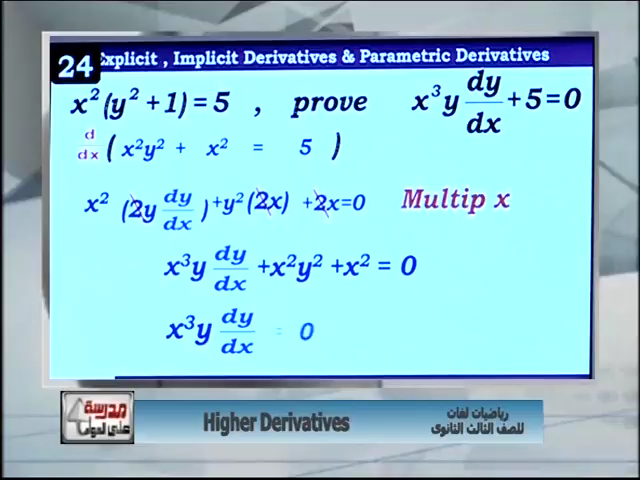 24
Explicit , Implicit Derivatives & Parametric Derivatives
x²(y² +1) = 5 , prove x³y dy/dx +5=0
d/dx ( x²y² + x² = 5 )
x² (2y dy/dx ) +y² (2x) +2x=0 Multip x
x³y dy/dx +x²y² +x² = 0
x³y dy/dx = 0
مدرسة
على الهواء
Higher Derivatives
رياضيات لغات
للصف الثالث الثانوى